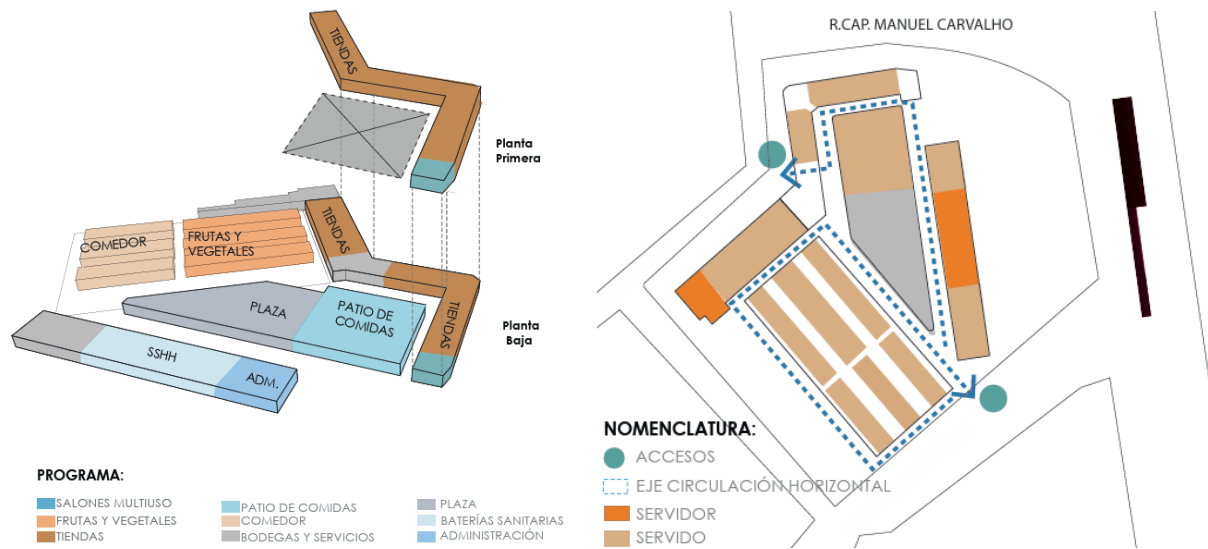 TIENDAS
Planta
Primera
COMEDOR
FRUTAS Y
VEGETALES
TIENDAS
PLAZA
PATIO DE
COMIDAS
TIENDAS
Planta
Baja
SSHH
ADM.
PROGRAMA:
SALONES MULTIUSO
FRUTAS Y VEGETALES
TIENDAS
PATIO DE COMIDAS
COMEDOR
BODEGAS Y SERVICIOS
PLAZA
BATERÍAS SANITARIAS
ADMINISTRACIÓN
R.CAP. MANUEL CARVALHO
NOMENCLATURA:
ACCESOS
EJE CIRCULACIÓN HORIZONTAL
SERVIDOR
SERVIDO